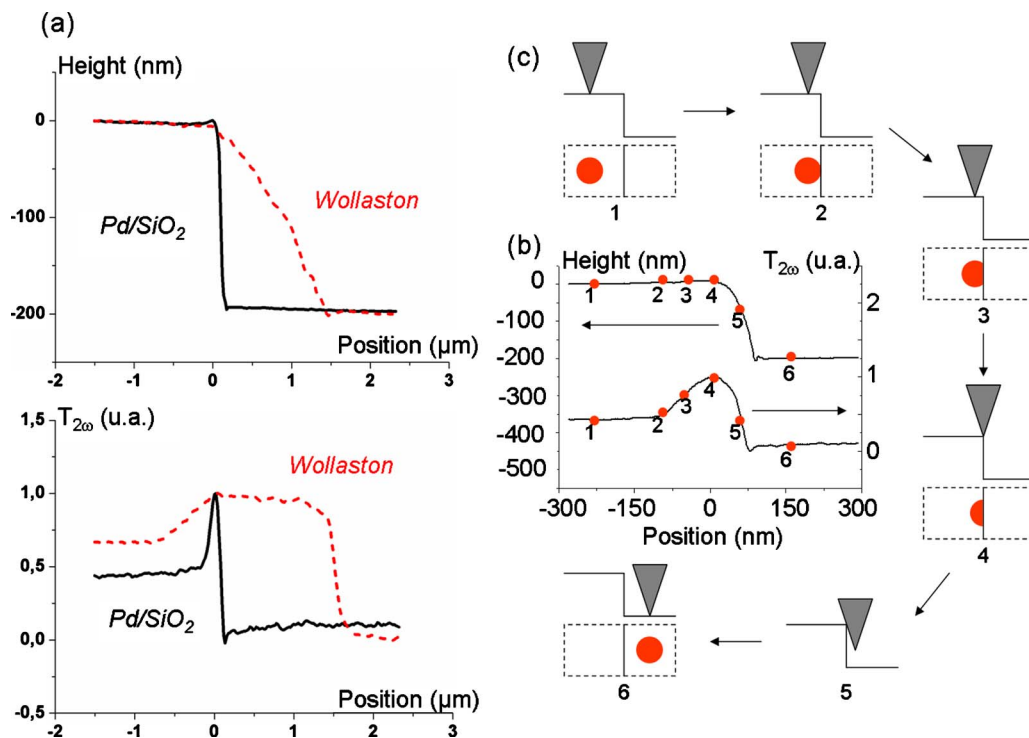 (a)
Height (nm)
0
-100
-200
Wollaston
Pd/SiO₂
Position (µm)
-2 -1 0 1 2 3
T₂ω (u.a.)
1,0
0,5
0,0
-0,5
Wollaston
Pd/SiO₂
Position (µm)
-2 -1 0 1 2 3
(c)
1
2
3
4
5
6
(b)
Height (nm)
T₂ω (u.a.)
0
-100
-200
-300
-400
-500
2
1
0
1 2 3 4 5 6
1 2 3 4 5 6
-300 -150 0 150 300
Position (nm)